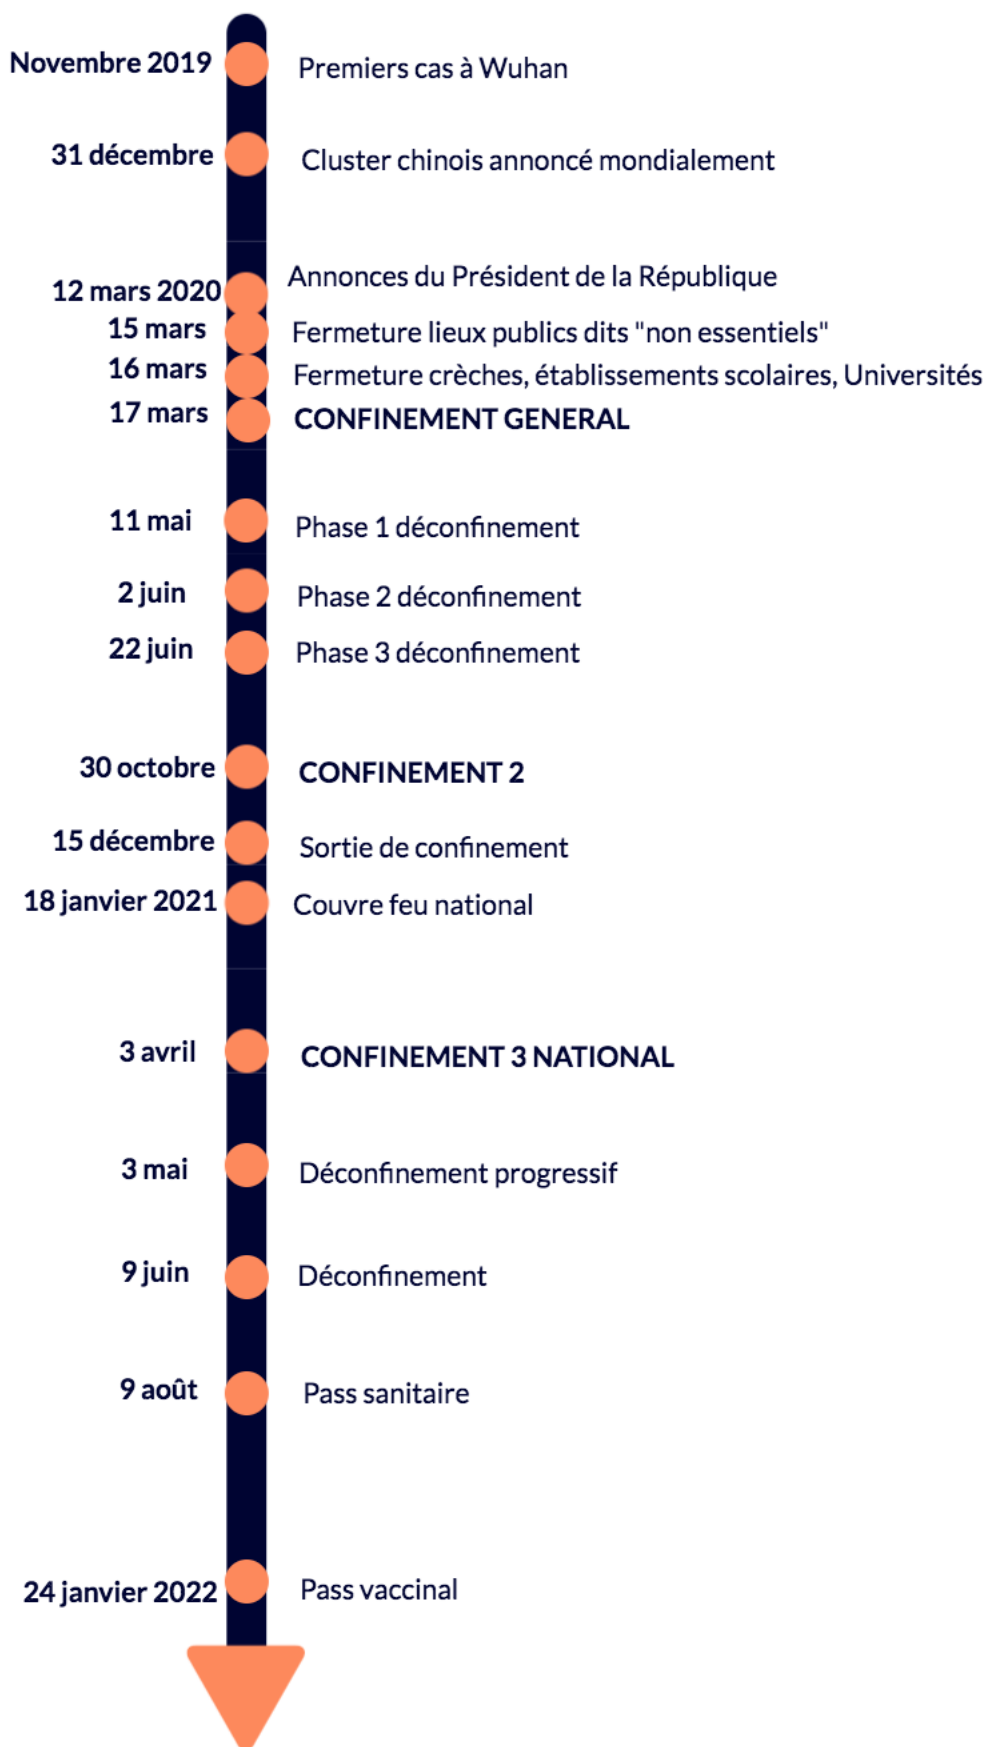 Novembre 2019 Premiers cas à Wuhan
31 décembre Cluster chinois annoncé mondialement
12 mars 2020 Annonces du Président de la République
15 mars Fermeture lieux publics dits "non essentiels"
16 mars Fermeture crèches, établissements scolaires, Universités
17 mars CONFINEMENT GENERAL
11 mai Phase 1 déconfinement
2 juin Phase 2 déconfinement
22 juin Phase 3 déconfinement
30 octobre CONFINEMENT 2
15 décembre Sortie de confinement
18 janvier 2021 Couvre feu national
3 avril CONFINEMENT 3 NATIONAL
3 mai Déconfinement progressif
9 juin Déconfinement
9 août Pass sanitaire
24 janvier 2022 Pass vaccinal